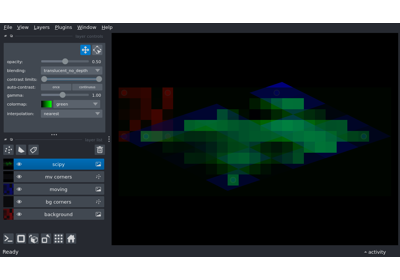 File View Layers Plugins Window Help
opacity: 0.50
blending: translucent_no_depth
contrast limits:
auto-contrast: once continuous
gamma: 1.00
colormap: green
interpolation: nearest
scipy
mv corners
moving
bg corners
background
Ready
activity